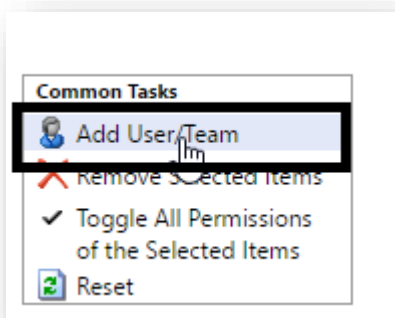 Common Tasks
Add User/Team
Remove Selected Items
Toggle All Permissions
of the Selected Items
Reset